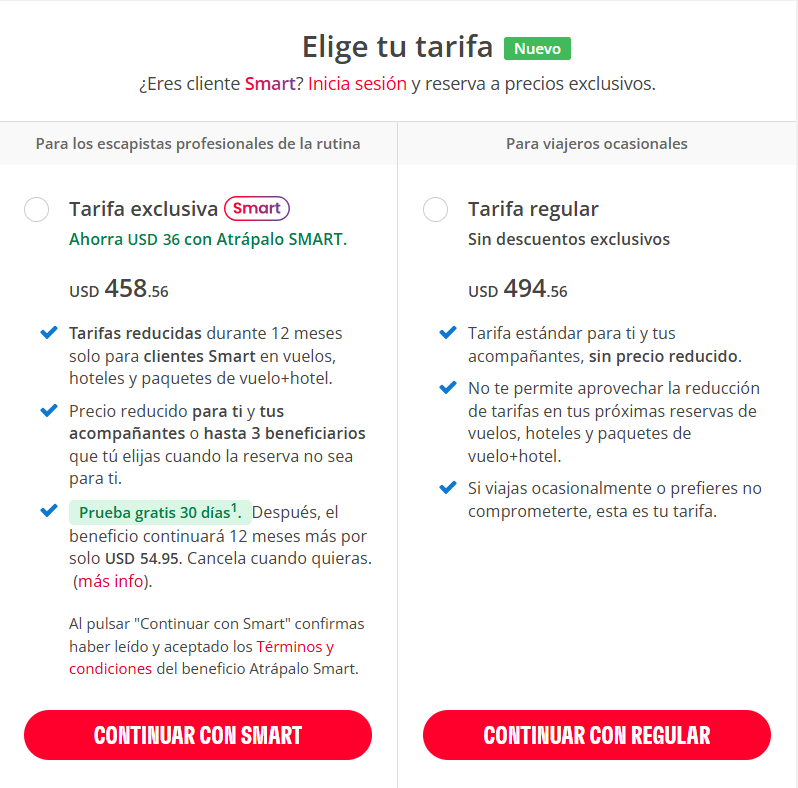 Elige tu tarifa Nuevo
¿Eres cliente Smart? Inicia sesión y reserva a precios exclusivos.
Para los escapistas profesionales de la rutina
Tarifa exclusiva Smart
Ahorra USD 36 con Atrápalo SMART.
USD 458.56
Tarifas reducidas durante 12 meses
solo para clientes Smart en vuelos,
hoteles y paquetes de vuelo+hotel.
Precio reducido para ti y tus
acompañantes o hasta 3 beneficiarios
que tú elijas cuando la reserva no sea
para ti.
Prueba gratis 30 días1. Después, el
beneficio continuará 12 meses más por
solo USD 54.95. Cancela cuando quieras.
(más info).
Al pulsar "Continuar con Smart" confirmas
haber leído y aceptado los Términos y
condiciones del beneficio Atrápalo Smart.
CONTINUAR CON SMART
Para viajeros ocasionales
Tarifa regular
Sin descuentos exclusivos
USD 494.56
Tarifa estándar para ti y tus
acompañantes, sin precio reducido.
No te permite aprovechar la reducción
de tarifas en tus próximas reservas de
vuelos, hoteles y paquetes de
vuelo+hotel.
Si viajas ocasionalmente o prefieres no
comprometerte, esta es tu tarifa.
CONTINUAR CON REGULAR